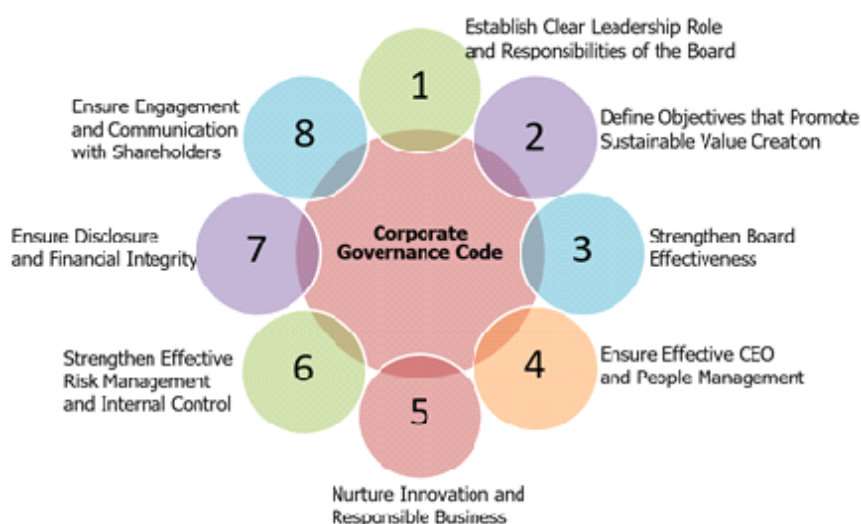 1
Establish Clear Leadership Role
and Responsibilities of the Board
2
Define Objectives that Promote
Sustainable Value Creation
3
Strengthen Board
Effectiveness
4
Ensure Effective CEO
and People Management
5
Nurture Innovation and
Responsible Business
6
Strengthen Effective
Risk Management
and Internal Control
7
Ensure Disclosure
and Financial Integrity
8
Ensure Engagement
and Communication
with Shareholders
Corporate
Governance Code